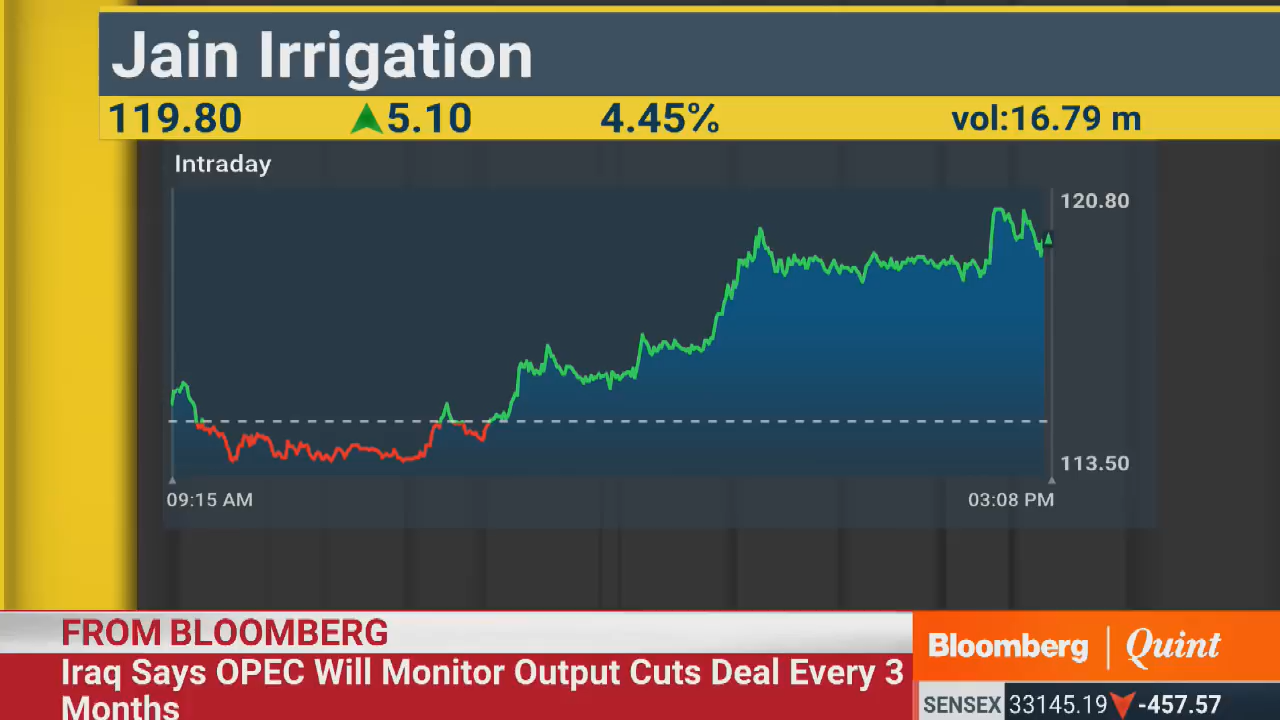 Jain Irrigation
119.80 5.10 4.45% vol:16.79 m
Intraday
120.80
113.50
09:15 AM 03:08 PM
FROM BLOOMBERG
Iraq Says OPEC Will Monitor Output Cuts Deal Every 3
Months
Bloomberg | Quint
SENSEX 33145.19 -457.57